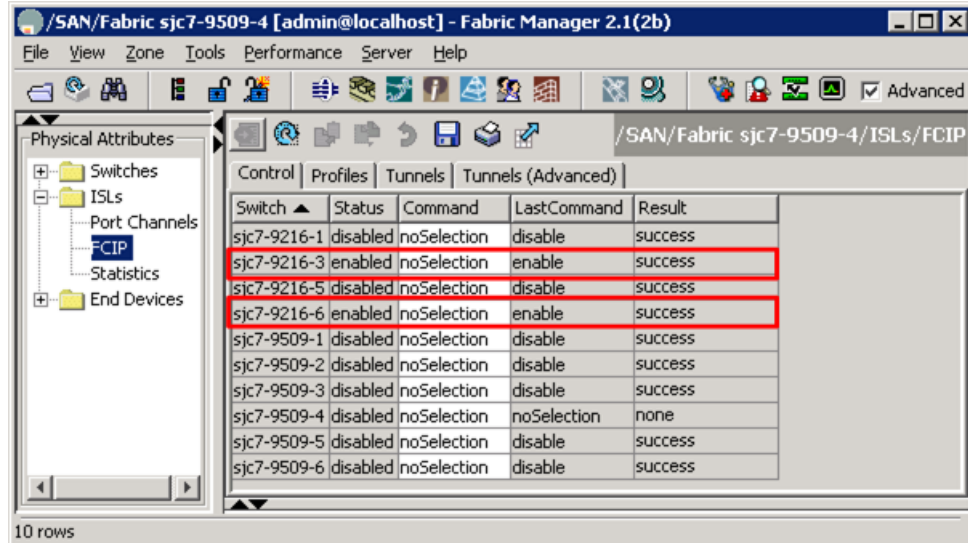 /SAN/Fabric sjc7-9509-4 [admin@localhost] - Fabric Manager 2.1(2b)
File View Zone Tools Performance Server Help
Advanced
Physical Attributes
/SAN/Fabric sjc7-9509-4/ISLs/FCIP
Switches
ISLs
Port Channels
FCIP
Statistics
End Devices
Control Profiles Tunnels Tunnels (Advanced)
Switch Status Command LastCommand Result
sjc7-9216-1 disabled noSelection disable success
sjc7-9216-3 enabled noSelection enable success
sjc7-9216-5 disabled noSelection disable success
sjc7-9216-6 enabled noSelection enable success
sjc7-9509-1 disabled noSelection disable success
sjc7-9509-2 disabled noSelection disable success
sjc7-9509-3 disabled noSelection disable success
sjc7-9509-4 disabled noSelection noSelection none
sjc7-9509-5 disabled noSelection disable success
sjc7-9509-6 disabled noSelection disable success
10 rows